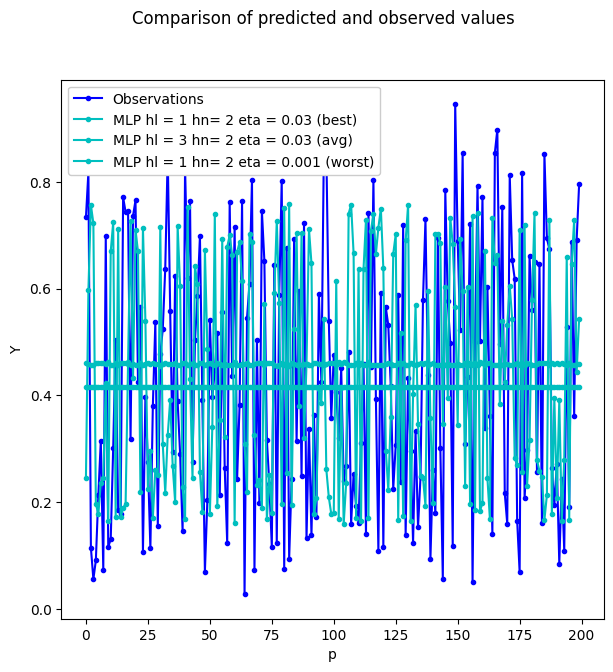 Comparison of predicted and observed values
Observations
MLP hl = 1 hn= 2 eta = 0.03 (best)
MLP hl = 3 hn= 2 eta = 0.03 (avg)
MLP hl = 1 hn= 2 eta = 0.001 (worst)
0.8
0.6
0.4
0.2
0.0
Y
0 25 50 75 100 125 150 175 200
p